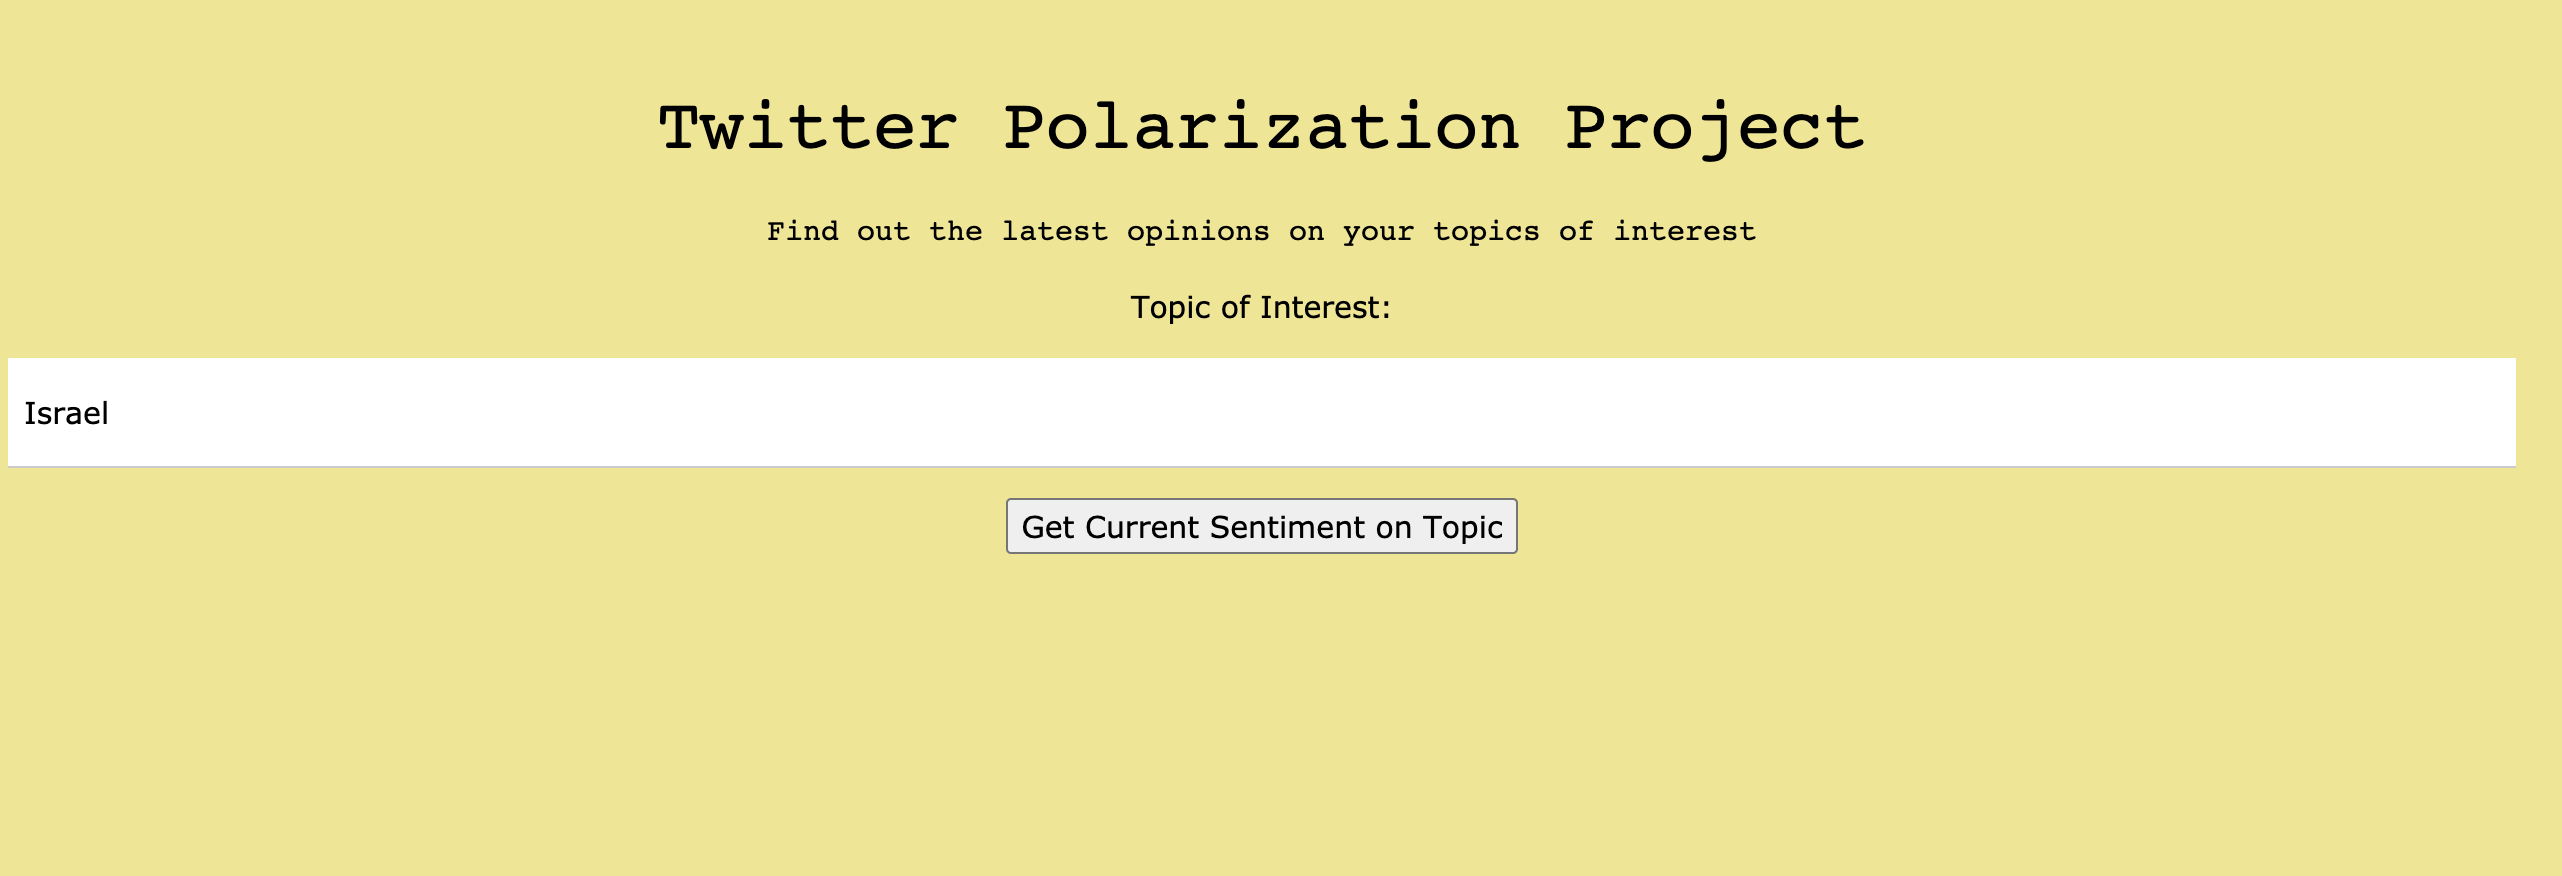 Twitter Polarization Project
Find out the latest opinions on your topics of interest
Topic of Interest:
Israel
Get Current Sentiment on Topic